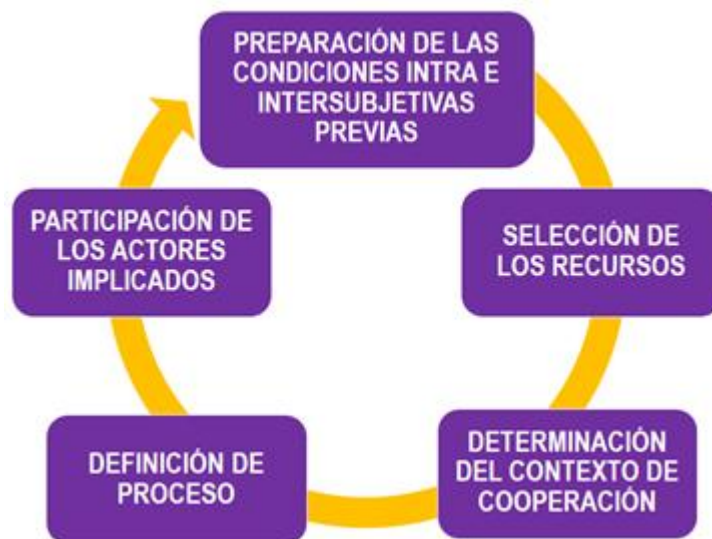 PREPARACIÓN DE LAS
CONDICIONES INTRA E
INTERSUBJETIVAS
PREVIAS
SELECCIÓN DE
LOS RECURSOS
DETERMINACIÓN
DEL CONTEXTO DE
COOPERACIÓN
DEFINICIÓN DE
PROCESO
PARTICIPACIÓN DE
LOS ACTORES
IMPLICADOS